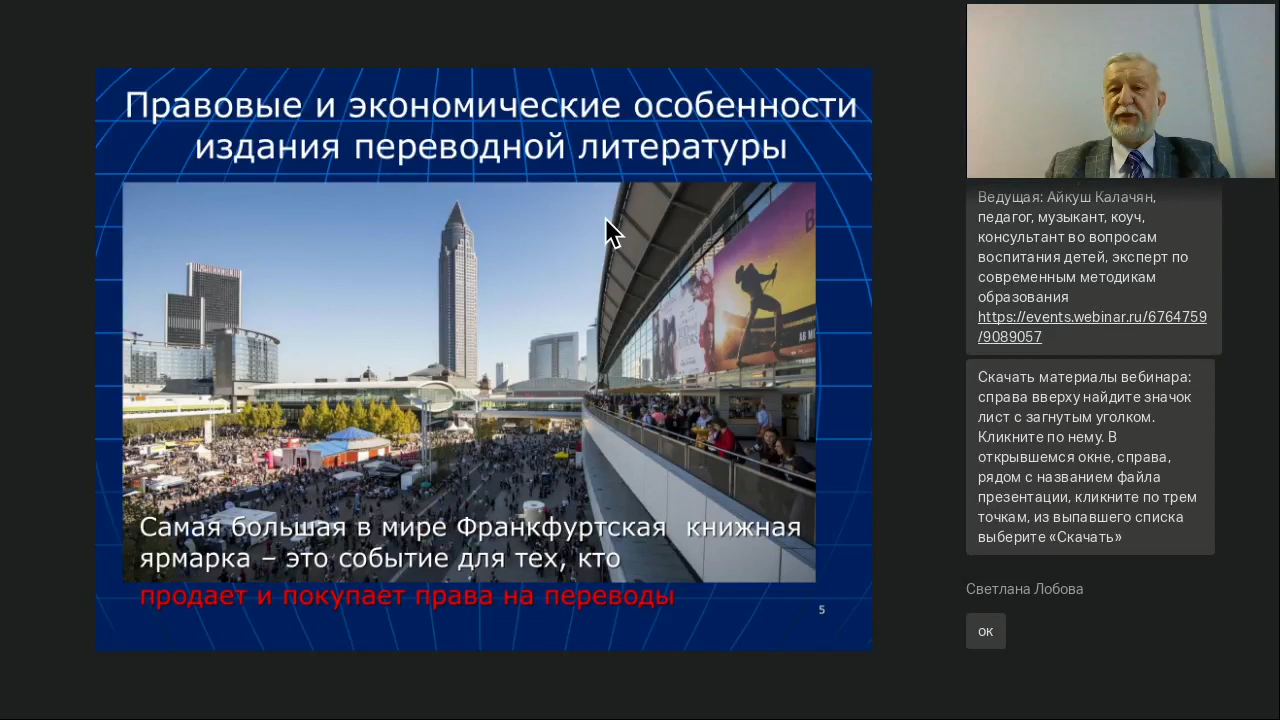 Правовые и экономические особенности
издания переводной литературы
Самая большая в мире Франкфуртская книжная
ярмарка – это событие для тех, кто
продает и покупает права на переводы
5
Ведущая: Айкуш Калачян,
педагог, музыкант, коуч,
консультант во вопросам
воспитания детей, эксперт по
современным методикам
образования
https://events.webinar.ru/6764759
/9089057
Скачать материалы вебинара:
справа вверху найдите значок
лист с загнутым уголком.
Кликните по нему. В
открывшемся окне, справа,
рядом с названием файла
презентации, кликните по трем
точкам, из выпавшего списка
выберите «Скачать»
Светлана Лобова
ок